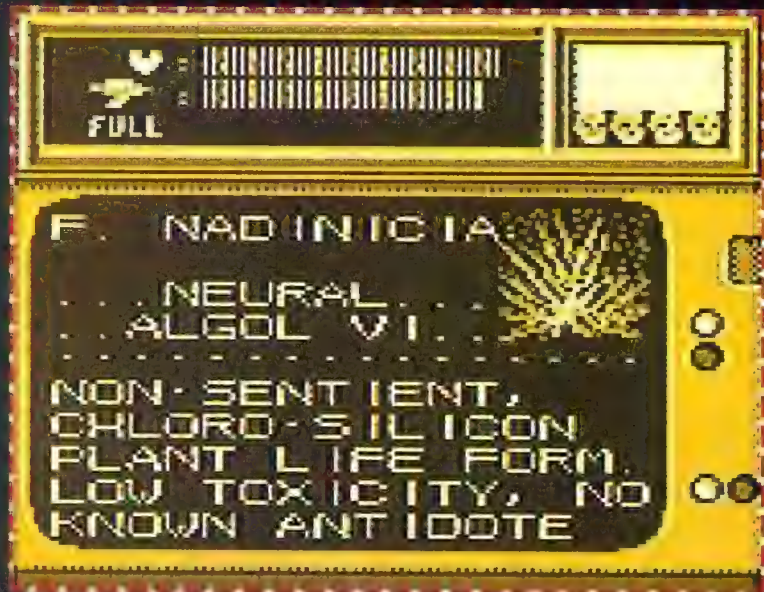 FULL
F. NADINICIA
...NEURAL...
..ALGOL VI..
NON-SENTIENT,
CHLORO-SILICON
PLANT LIFE FORM.
LOW TOXICITY, NO
KNOWN ANTIDOTE